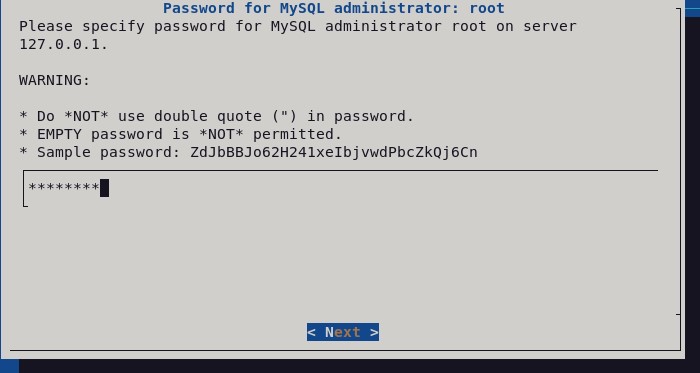 Password for MySQL administrator: root
Please specify password for MySQL administrator root on server
127.0.0.1.
WARNING:
* Do *NOT* use double quote (") in password.
* EMPTY password is *NOT* permitted.
* Sample password: ZdJbBBJo62H241xeIbjvwdPbcZkQj6Cn
********
< Next >